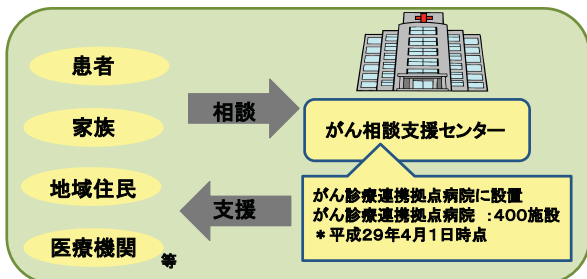 患者
家族
地域住民
医療機関
等
相談
支援
がん相談支援センター
がん診療連携拠点病院に設置
がん診療連携拠点病院 :400施設
*平成29年4月1日時点